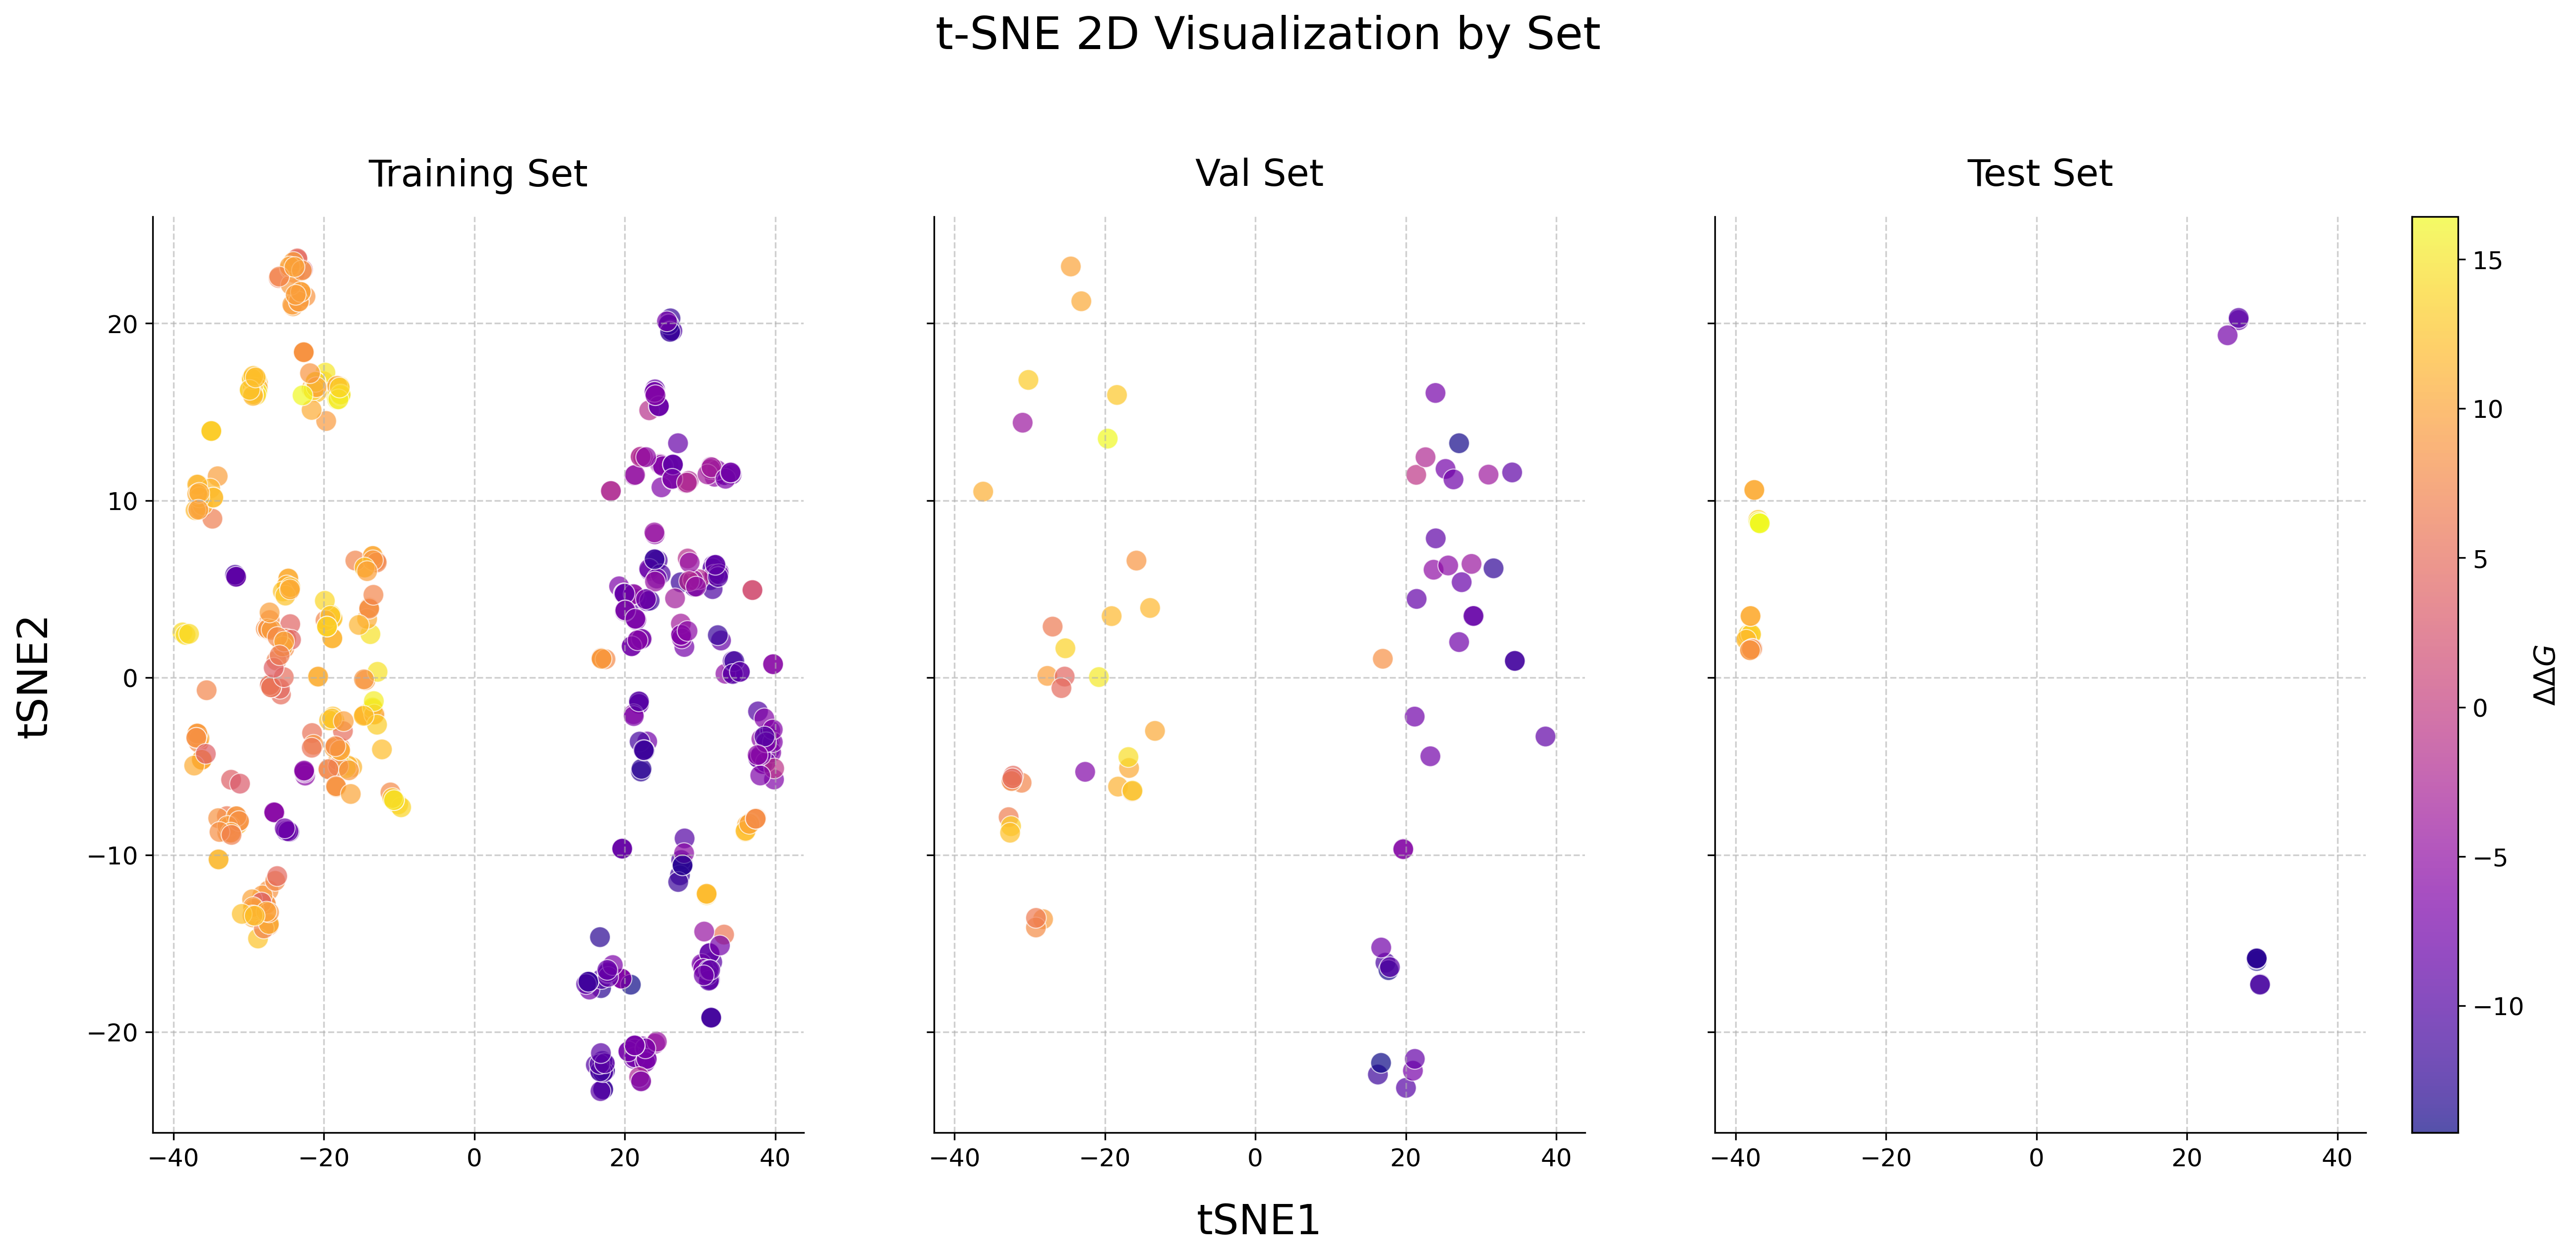 t-SNE 2D Visualization by Set
Training Set
Val Set
Test Set
tSNE2
20
10
0
−10
−20
−40 −20 0 20 40
−40 −20 0 20 40
−40 −20 0 20 40
tSNE1
15
10
5
0
−5
−10
ΔΔG